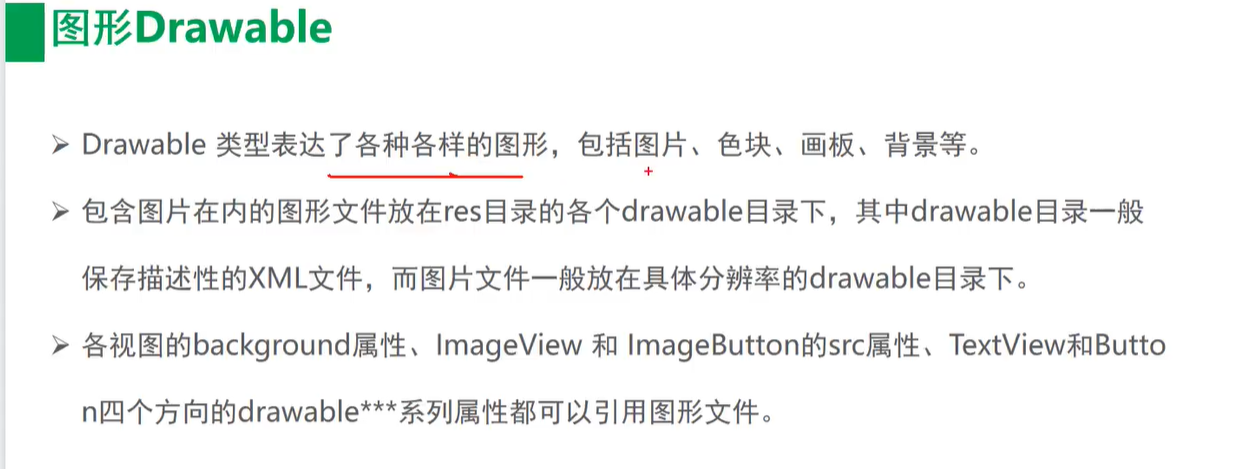 图形Drawable
Drawable 类型表达了各种各样的图形，包括图片、色块、画板、背景等。
包含图片在内的图形文件放在res目录的各个drawable目录下，其中drawable目录一般
保存描述性的XML文件，而图片文件一般放在具体分辨率的drawable目录下。
各视图的background属性、ImageView 和 ImageButton的src属性、TextView和Butto
n四个方向的drawable***系列属性都可以引用图形文件。